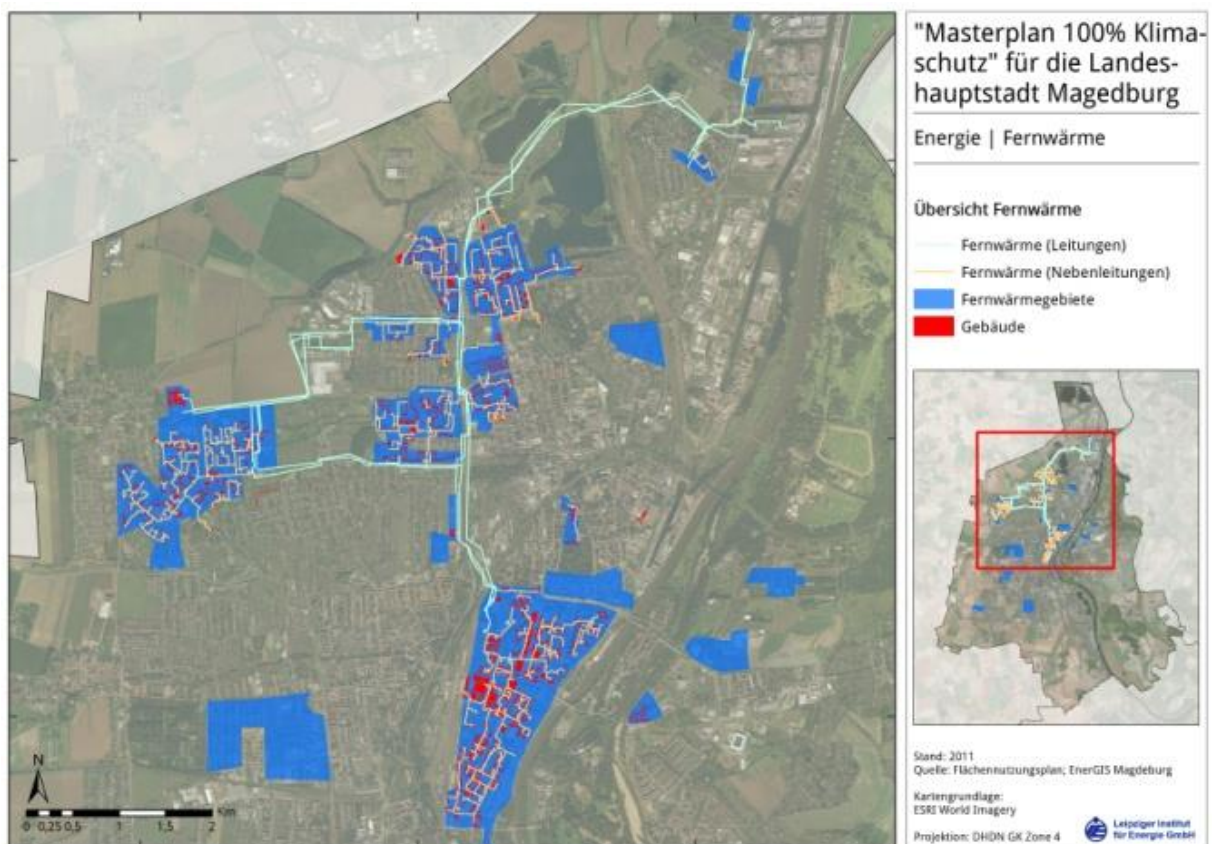 "Masterplan 100% Klima-
schutz" für die Landes-
hauptstadt Magedburg
Energie | Fernwärme
Übersicht Fernwärme
Fernwärme (Leitungen)
Fernwärme (Nebenleitungen)
Fernwärmegebiete
Gebäude
N
Km
0 0,25 0,5 1 1,5 2
Stand: 2011
Quelle: Flächennutzungsplan; EnerGIS Magdeburg
Kartengrundlage:
ESRI World Imagery
Projektion: DHDN GK Zone 4
Leipziger Institut
für Energie GmbH